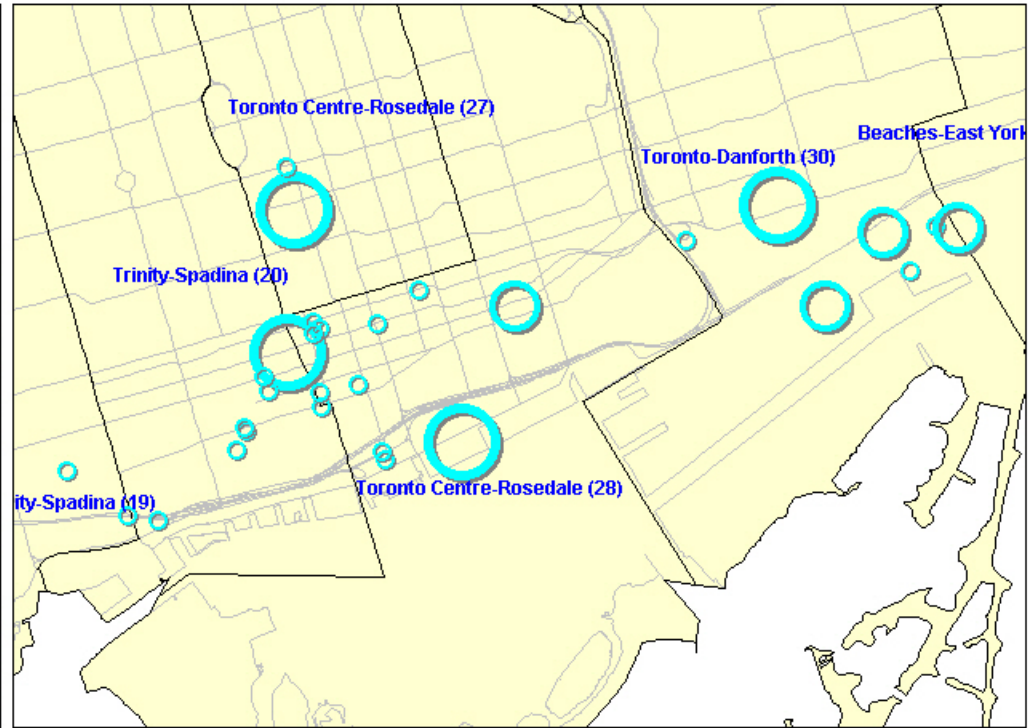 Toronto Centre-Rosedale (27)
Beaches-East York
Toronto-Danforth (30)
Trinity-Spadina (20)
Toronto Centre-Rosedale (28)
ity-Spadina (19)